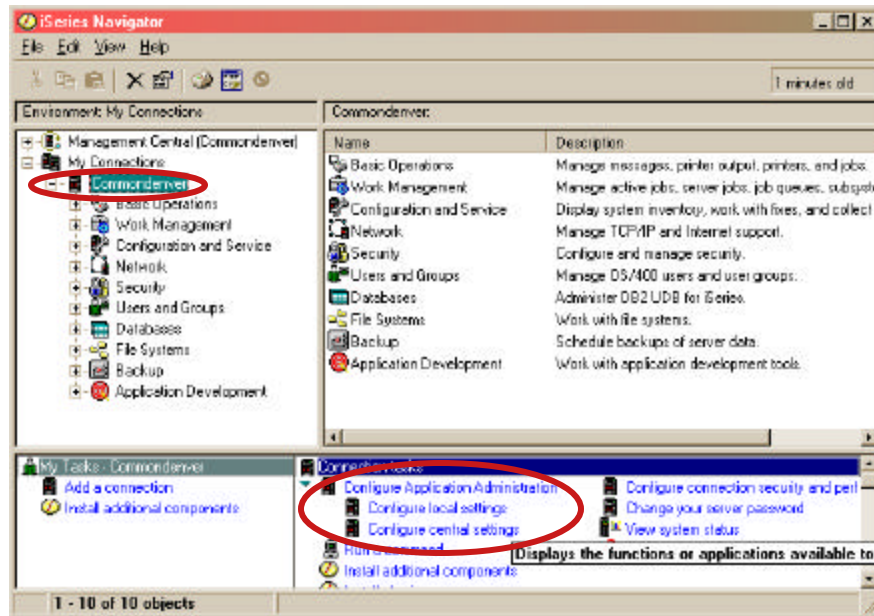 iSeries Navigator
File Edit View Help
1 minutes old
Environment: My Connections
Commondenver:
Management Central (Commondenver)
My Connections
Commondenver
Basic Operations
Work Management
Configuration and Service
Network
Security
Users and Groups
Databases
File Systems
Backup
Application Development
Name Description
Basic Operations Manage messages, printer output, printers, and jobs.
Work Management Manage active jobs, server jobs, job queues, subsyst
Configuration and Service Display system inventory, work with fixes, and collect
Network Manage TCP/IP and Internet support.
Security Configure and manage security.
Users and Groups Manage OS/400 users and user groups.
Databases Administer DB2 UDB for iSeries.
File Systems Work with file systems.
Backup Schedule backups of server data.
Application Development Work with application development tools.
My Tasks - Commondenver
Add a connection
Install additional components
Connection tasks
Configure Application Administration
Configure local settings
Configure central settings
Run a command
Install additional components
Configure connection security and perf
Change your server password
View system status
Displays the functions or applications available to
1 - 10 of 10 objects